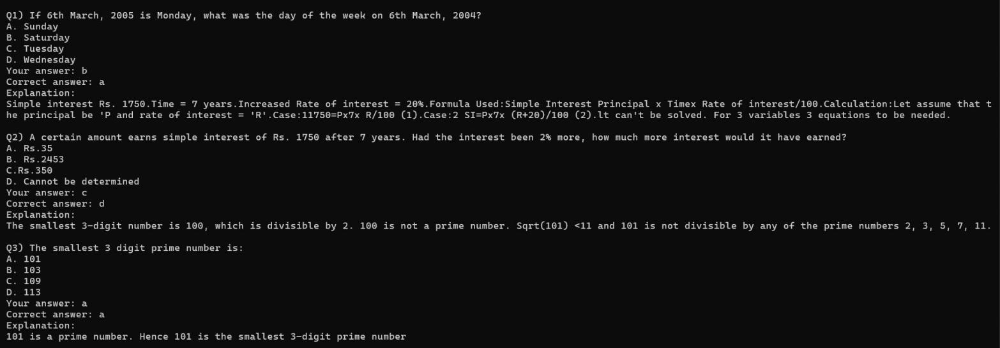 Q1) If 6th March, 2005 is Monday, what was the day of the week on 6th March, 2004?
A. Sunday
B. Saturday
C. Tuesday
D. Wednesday
Your answer: b
Correct answer: a
Explanation:
Simple interest Rs. 1750.Time = 7 years.Increased Rate of interest = 20%.Formula Used:Simple Interest Principal x Timex Rate of interest/100.Calculation:Let assume that t
he principal be 'P and rate of interest = 'R'.Case:11750=Px7x R/100 (1).Case:2 SI=Px7x (R+20)/100 (2).lt can't be solved. For 3 variables 3 equations to be needed.
Q2) A certain amount earns simple interest of Rs. 1750 after 7 years. Had the interest been 2% more, how much more interest would it have earned?
A. Rs.35
B. Rs.2453
C.Rs.350
D. Cannot be determined
Your answer: c
Correct answer: d
Explanation:
The smallest 3-digit number is 100, which is divisible by 2. 100 is not a prime number. Sqrt(101) <11 and 101 is not divisible by any of the prime numbers 2, 3, 5, 7, 11.
Q3) The smallest 3 digit prime number is:
A. 101
B. 103
C. 109
D. 113
Your answer: a
Correct answer: a
Explanation:
101 is a prime number. Hence 101 is the smallest 3-digit prime number